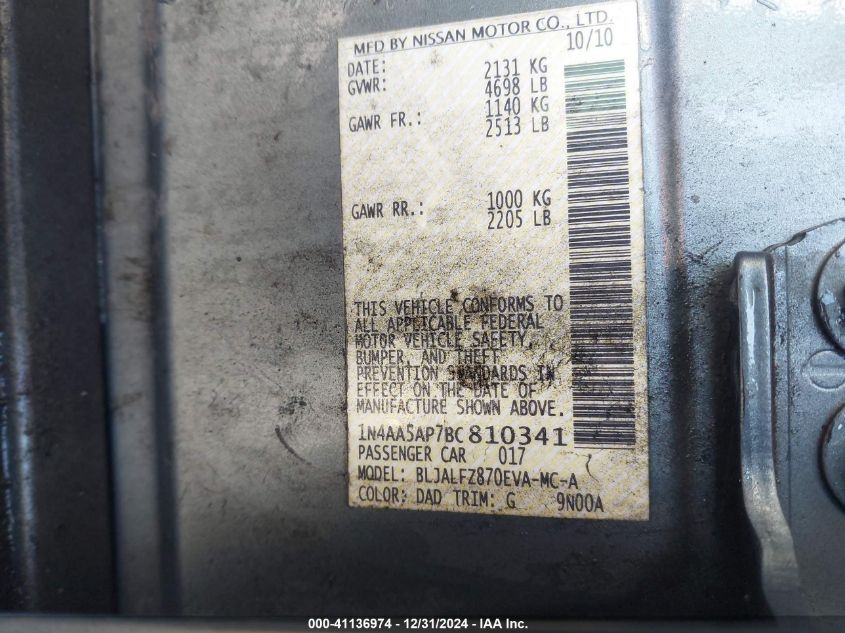 MFD BY NISSAN MOTOR CO., LTD.
DATE: 10/10
GVWR: 2131 KG
4698 LB
GAWR FR.: 1140 KG
2513 LB
GAWR RR.: 1000 KG
2205 LB
THIS VEHICLE CONFORMS TO
ALL APPLICABLE FEDERAL
MOTOR VEHICLE SAFETY,
BUMPER, AND THEFT
PREVENTION STANDARDS IN
EFFECT ON THE DATE OF
MANUFACTURE SHOWN ABOVE.
1N4AA5AP7BC810341
PASSENGER CAR 017
MODEL: BLJALFZ870EVA-MC-A
COLOR: DAD TRIM: G 9N00A
000-41136974 - 12/31/2024 - IAA Inc.